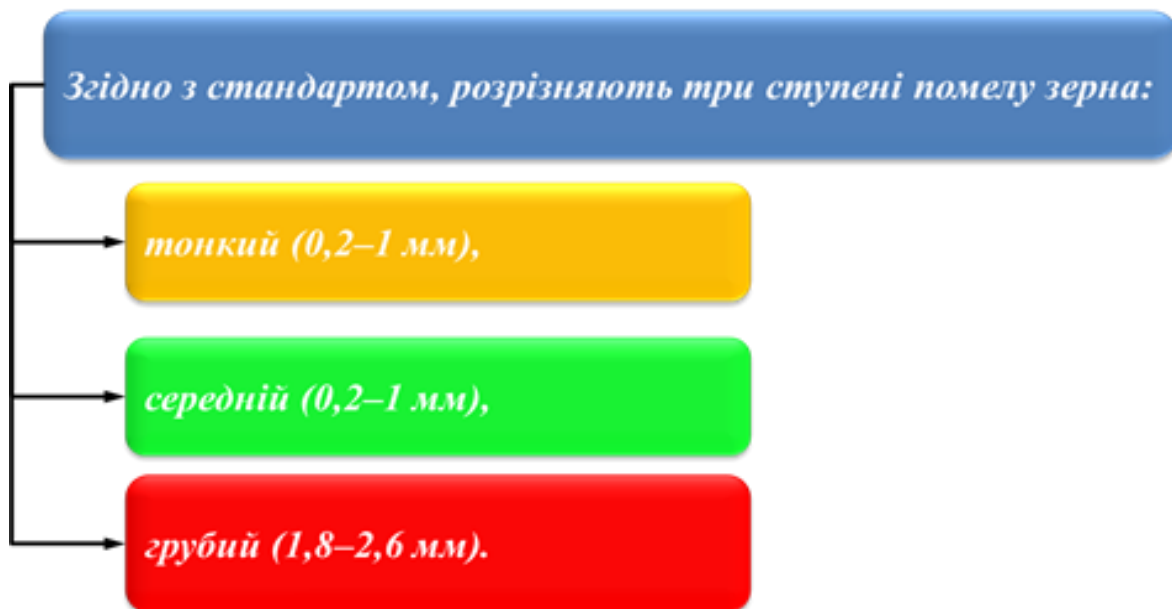 Згідно з стандартом, розрізняють три ступені помелу зерна:
тонкий (0,2–1 мм),
середній (0,2–1 мм),
грубий (1,8–2,6 мм).